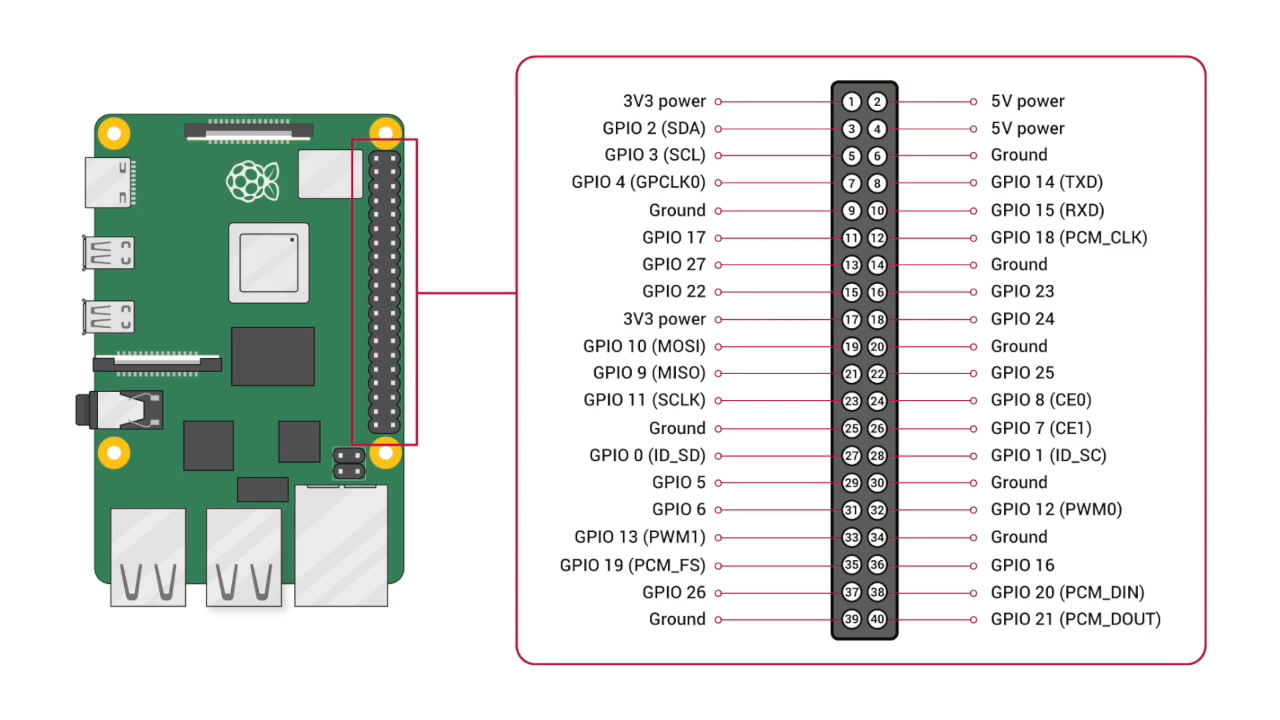 3V3 power 1 2 5V power
GPIO 2 (SDA) 3 4 5V power
GPIO 3 (SCL) 5 6 Ground
GPIO 4 (GPCLK0) 7 8 GPIO 14 (TXD)
Ground 9 10 GPIO 15 (RXD)
GPIO 17 11 12 GPIO 18 (PCM_CLK)
GPIO 27 13 14 Ground
GPIO 22 15 16 GPIO 23
3V3 power 17 18 GPIO 24
GPIO 10 (MOSI) 19 20 Ground
GPIO 9 (MISO) 21 22 GPIO 25
GPIO 11 (SCLK) 23 24 GPIO 8 (CE0)
Ground 25 26 GPIO 7 (CE1)
GPIO 0 (ID_SD) 27 28 GPIO 1 (ID_SC)
GPIO 5 29 30 Ground
GPIO 6 31 32 GPIO 12 (PWM0)
GPIO 13 (PWM1) 33 34 Ground
GPIO 19 (PCM_FS) 35 36 GPIO 16
GPIO 26 37 38 GPIO 20 (PCM_DIN)
Ground 39 40 GPIO 21 (PCM_DOUT)